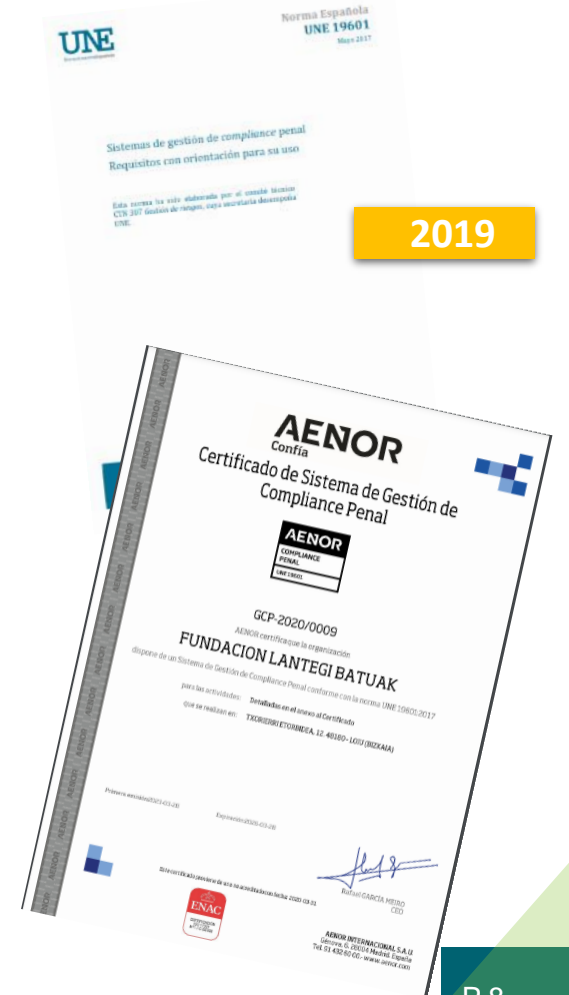 UNE
Norma Española
UNE 19601
Mayo 2017
Sistemas de gestión de compliance penal
Requisitos con orientación para su uso
Esta norma ha sido elaborada por el comité técnico
CTN 307 Gestión de riesgos, cuya secretaría desempeña
UNE.
2019
AENOR
Confía
Certificado de Sistema de Gestión de
Compliance Penal
AENOR
COMPLIANCE
PENAL
UNE 19601
GCP-2020/0009
AENOR certifica que la organización
FUNDACION LANTEGI BATUAK
dispone de un Sistema de Gestión de Compliance Penal conforme con la norma UNE 19601:2017
para las actividades: Detalladas en el anexo al Certificado
que se realizan en: TXORIERRI ETORBIDEA, 12. 48180 - LOIU (BIZKAIA)
Rafael GARCÍA MEIRO
CEO
ENAC
AENOR INTERNACIONAL S.A.U.
Génova, 6. 28004 Madrid. España
Tel. 91 432 60 00.- www.aenor.com